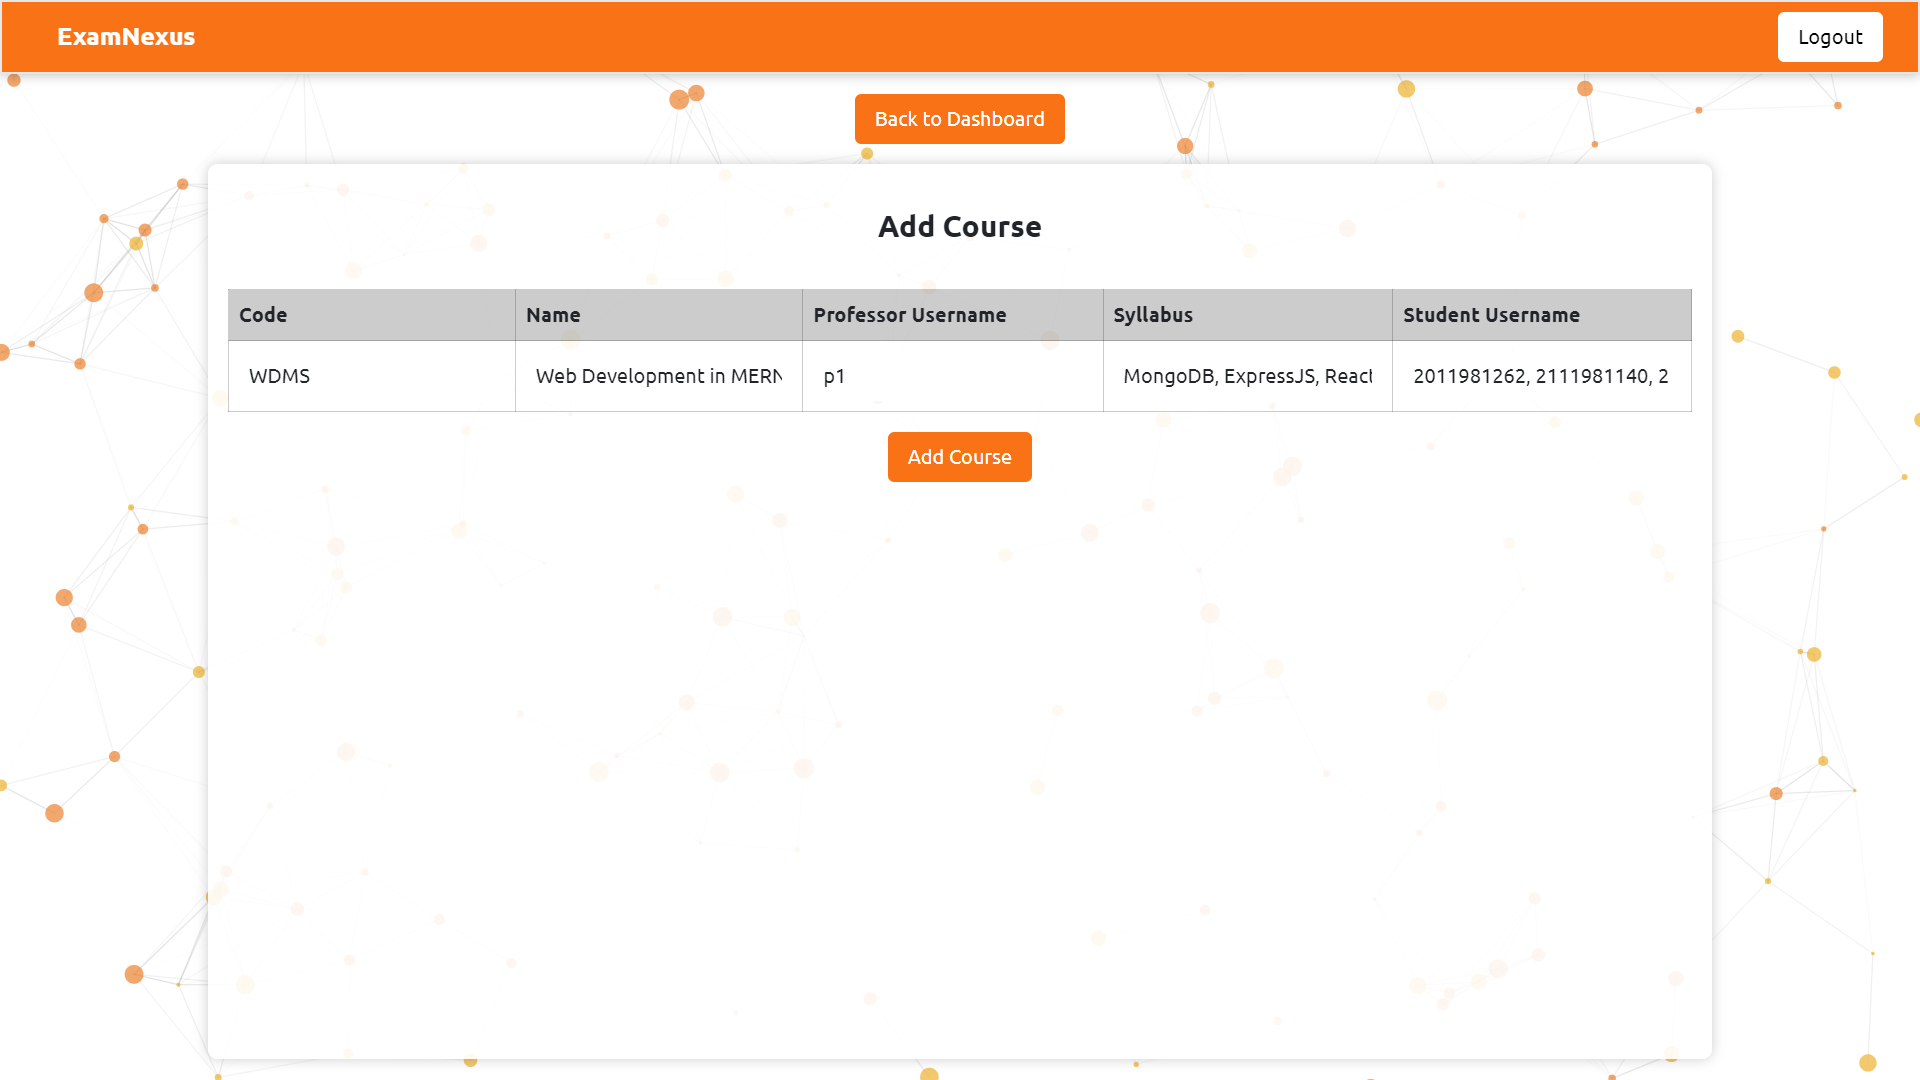 ExamNexus
Logout
Back to Dashboard
Add Course
Code Name Professor Username Syllabus Student Username
WDMS Web Development in MERN p1 MongoDB, ExpressJS, React 2011981262, 2111981140, 2
Add Course